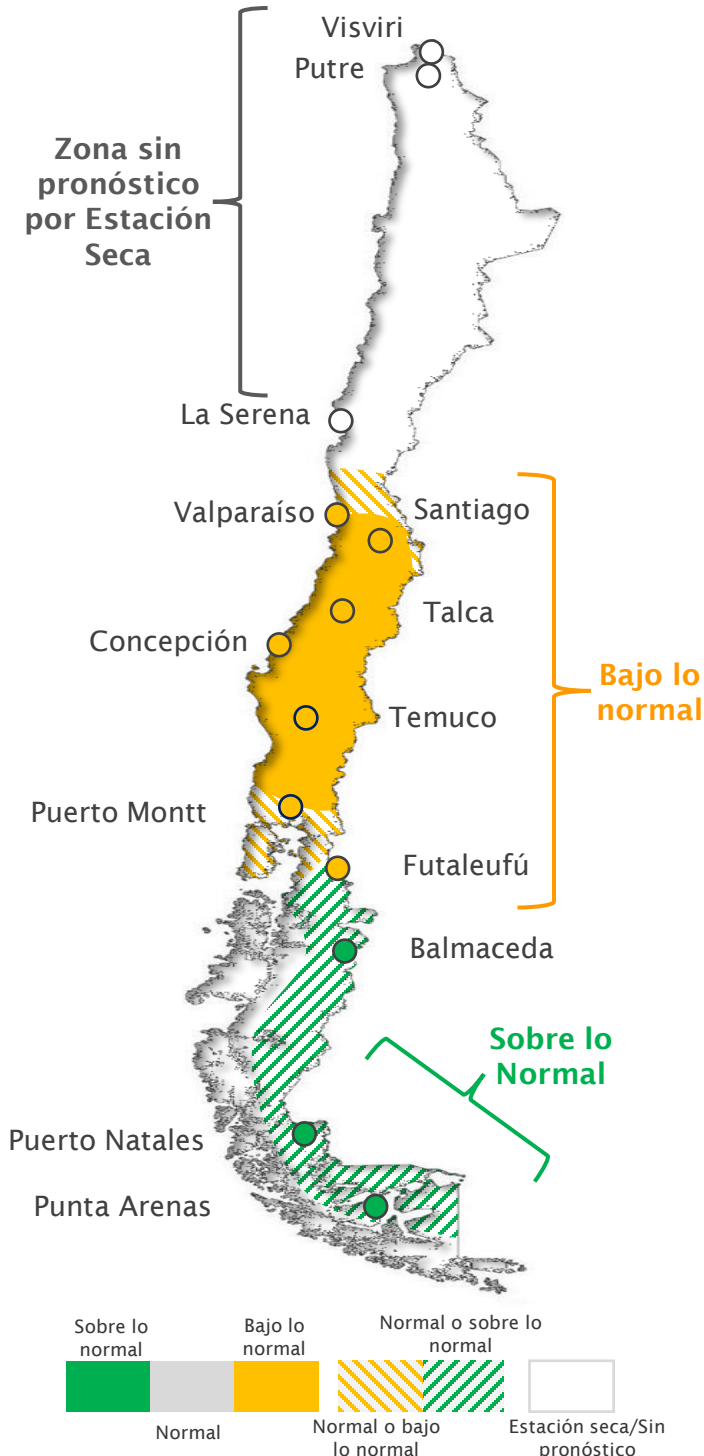 Visviri
Putre
Zona sin
pronóstico
por Estación
Seca
La Serena
Valparaíso
Santiago
Talca
Concepción
Bajo lo
normal
Temuco
Puerto Montt
Futaleufú
Balmaceda
Sobre lo
Normal
Puerto Natales
Punta Arenas
Sobre lo
normal
Bajo lo
normal
Normal o sobre lo
normal
Normal
Normal o bajo
lo normal
Estación seca/Sin
pronóstico